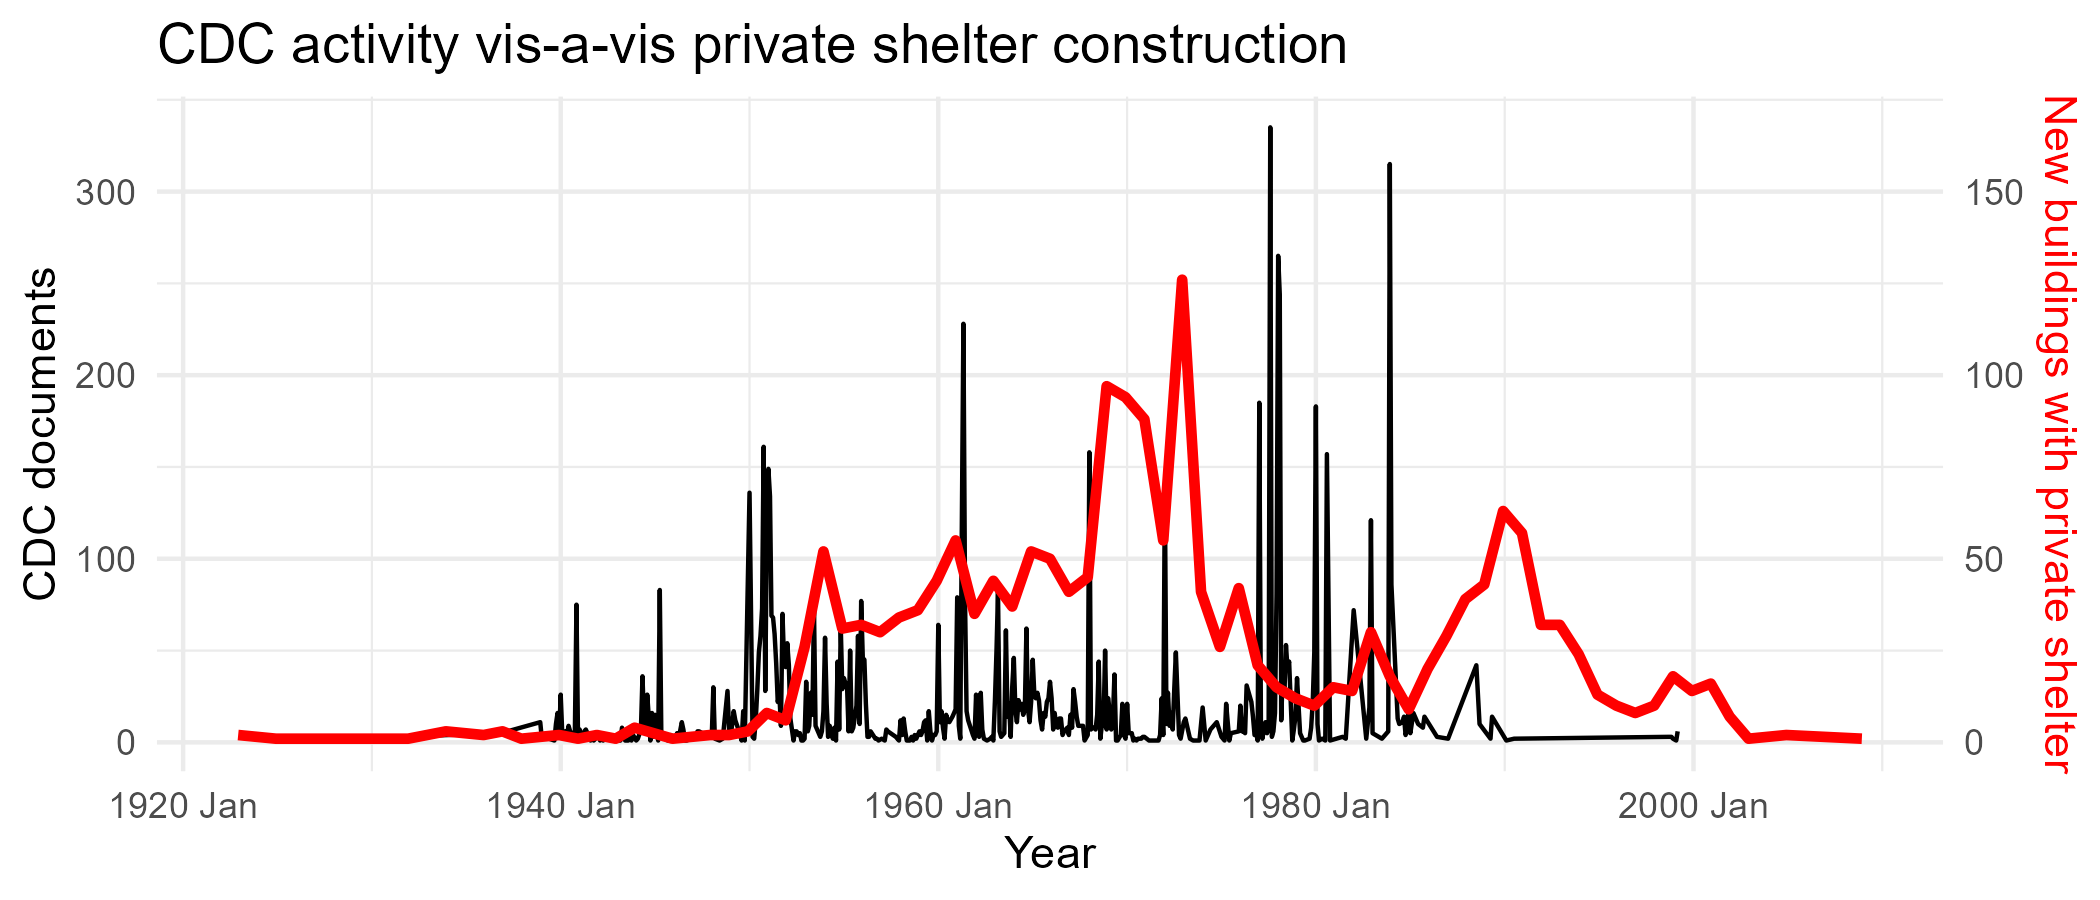 CDC activity vis-a-vis private shelter construction
CDC documents
300
200
100
0
150
100
50
0
New buildings with private shelter
1920 Jan
1940 Jan
1960 Jan
1980 Jan
2000 Jan
Year